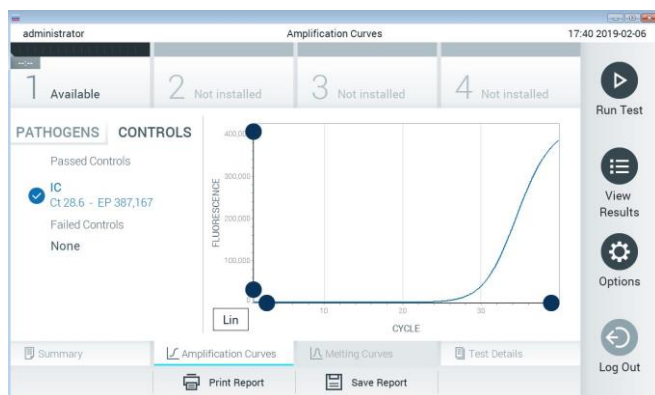 administrator
Amplification Curves
17:40 2019-02-06
--:--
1 Available
2 Not installed
3 Not installed
4 Not installed
Run Test
PATHOGENS CONTROLS
Passed Controls
IC
Ct 28.6 - EP 387,167
Failed Controls
None
FLUORESCENCE
400,00
300,000
200,000
100,000
10
20
30
CYCLE
Lin
View
Results
Options
Log Out
Summary
Amplification Curves
Melting Curves
Test Details
Print Report
Save Report